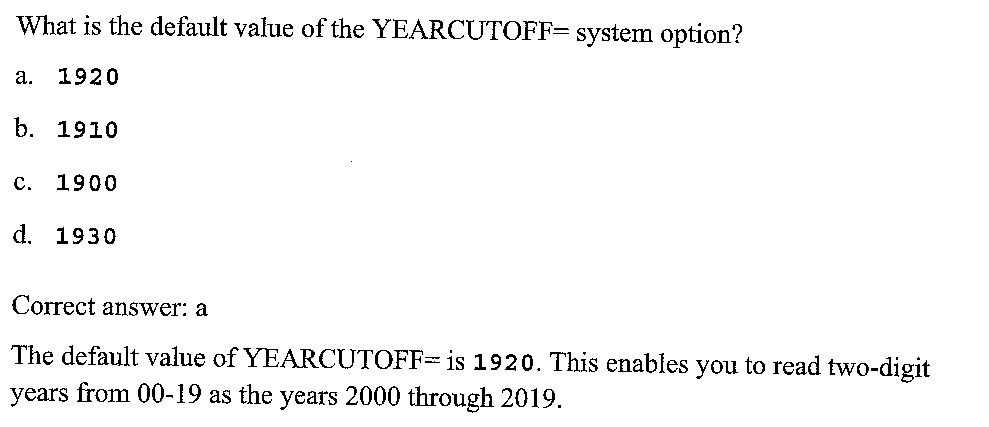 What is the default value of the YEARCUTOFF= system option?
a. 1920
b. 1910
c. 1900
d. 1930
Correct answer: a
The default value of YEARCUTOFF= is 1920. This enables you to read two-digit
years from 00-19 as the years 2000 through 2019.